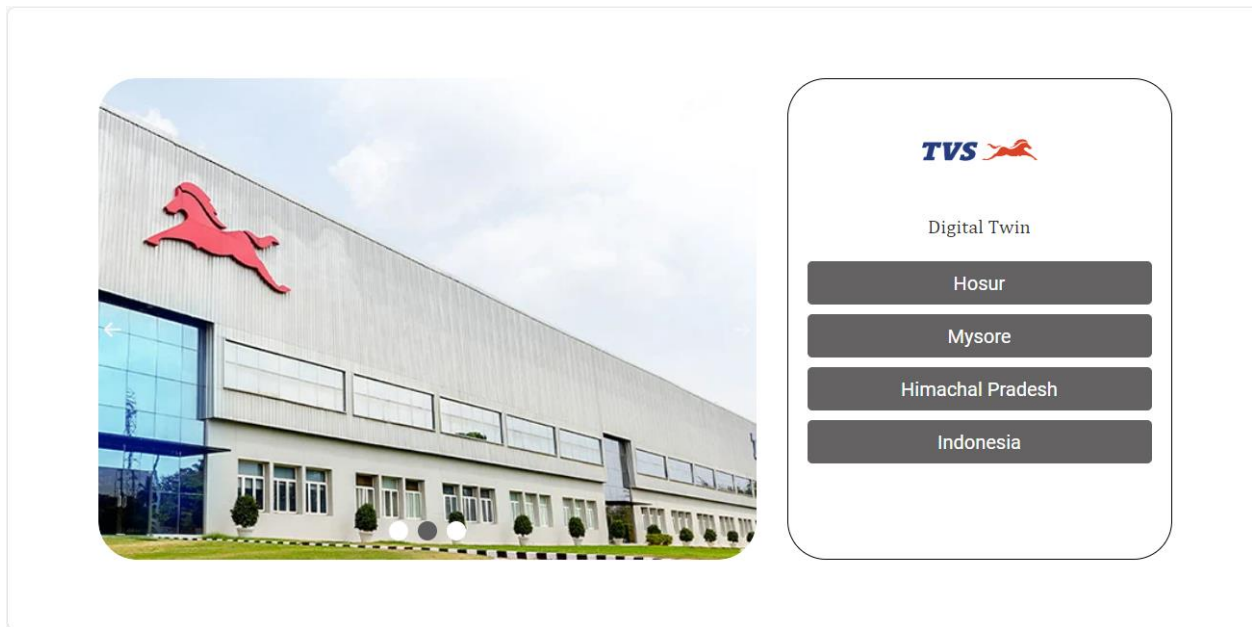 TVS
Digital Twin
Hosur
Mysore
Himachal Pradesh
Indonesia